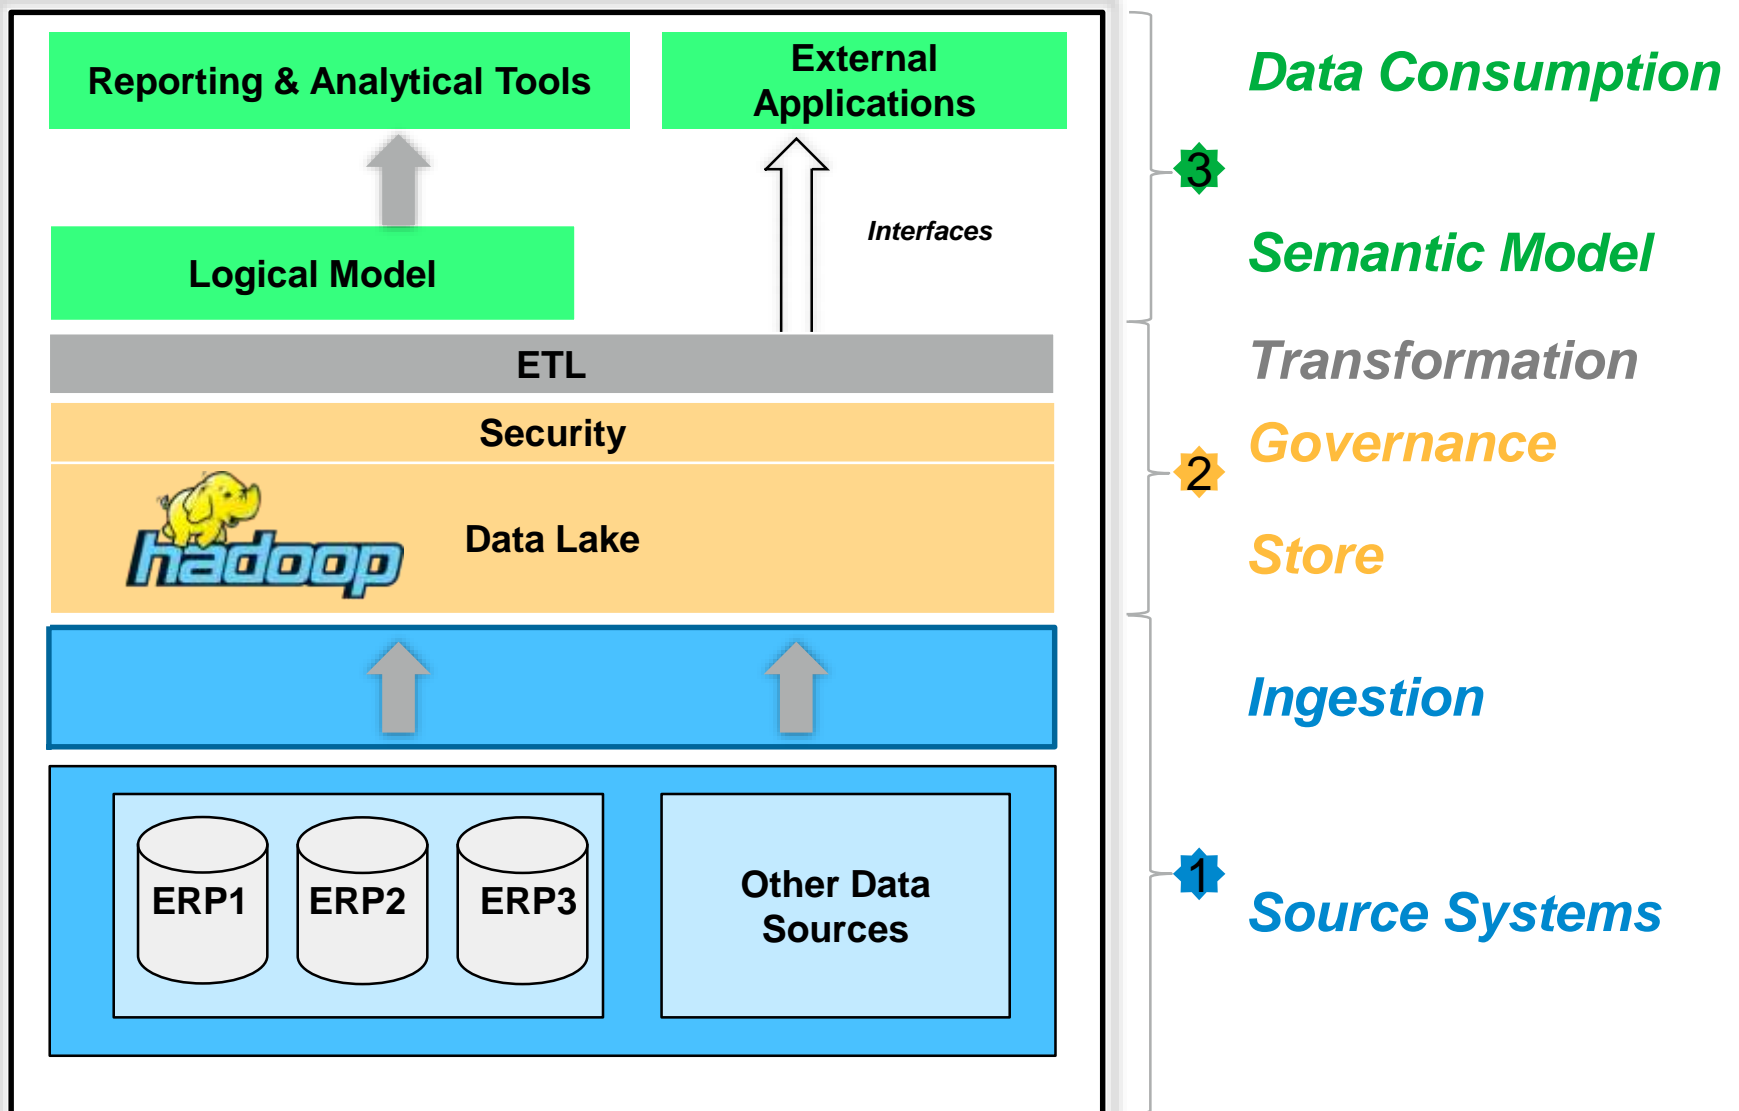 Reporting & Analytical Tools
External
Applications
Data Consumption
3
Interfaces
Logical Model
Semantic Model
ETL
Transformation
Security
Governance
2
hadoop
Data Lake
Store
Ingestion
ERP1
ERP2
ERP3
Other Data
Sources
1
Source Systems